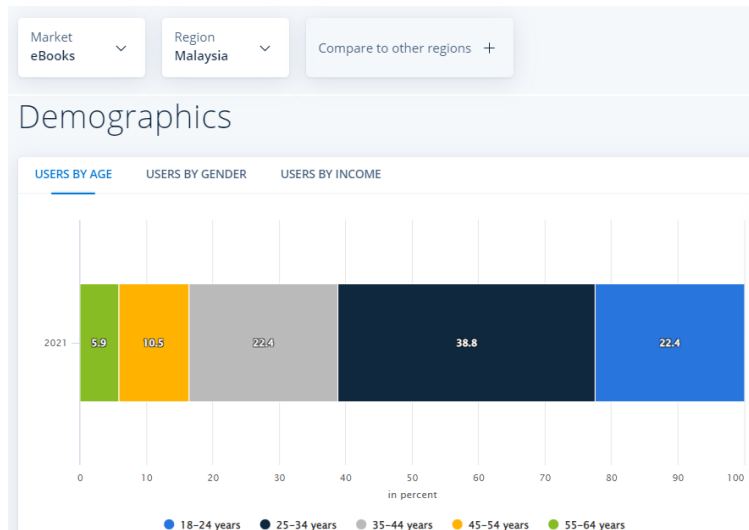 Market
eBooks
Region
Malaysia
Compare to other regions +
Demographics
USERS BY AGE USERS BY GENDER USERS BY INCOME
2021 5.9 10.5 22.4 38.8 22.4
0 10 20 30 40 50 60 70 80 90 100
in percent
18–24 years 25–34 years 35–44 years 45–54 years 55–64 years